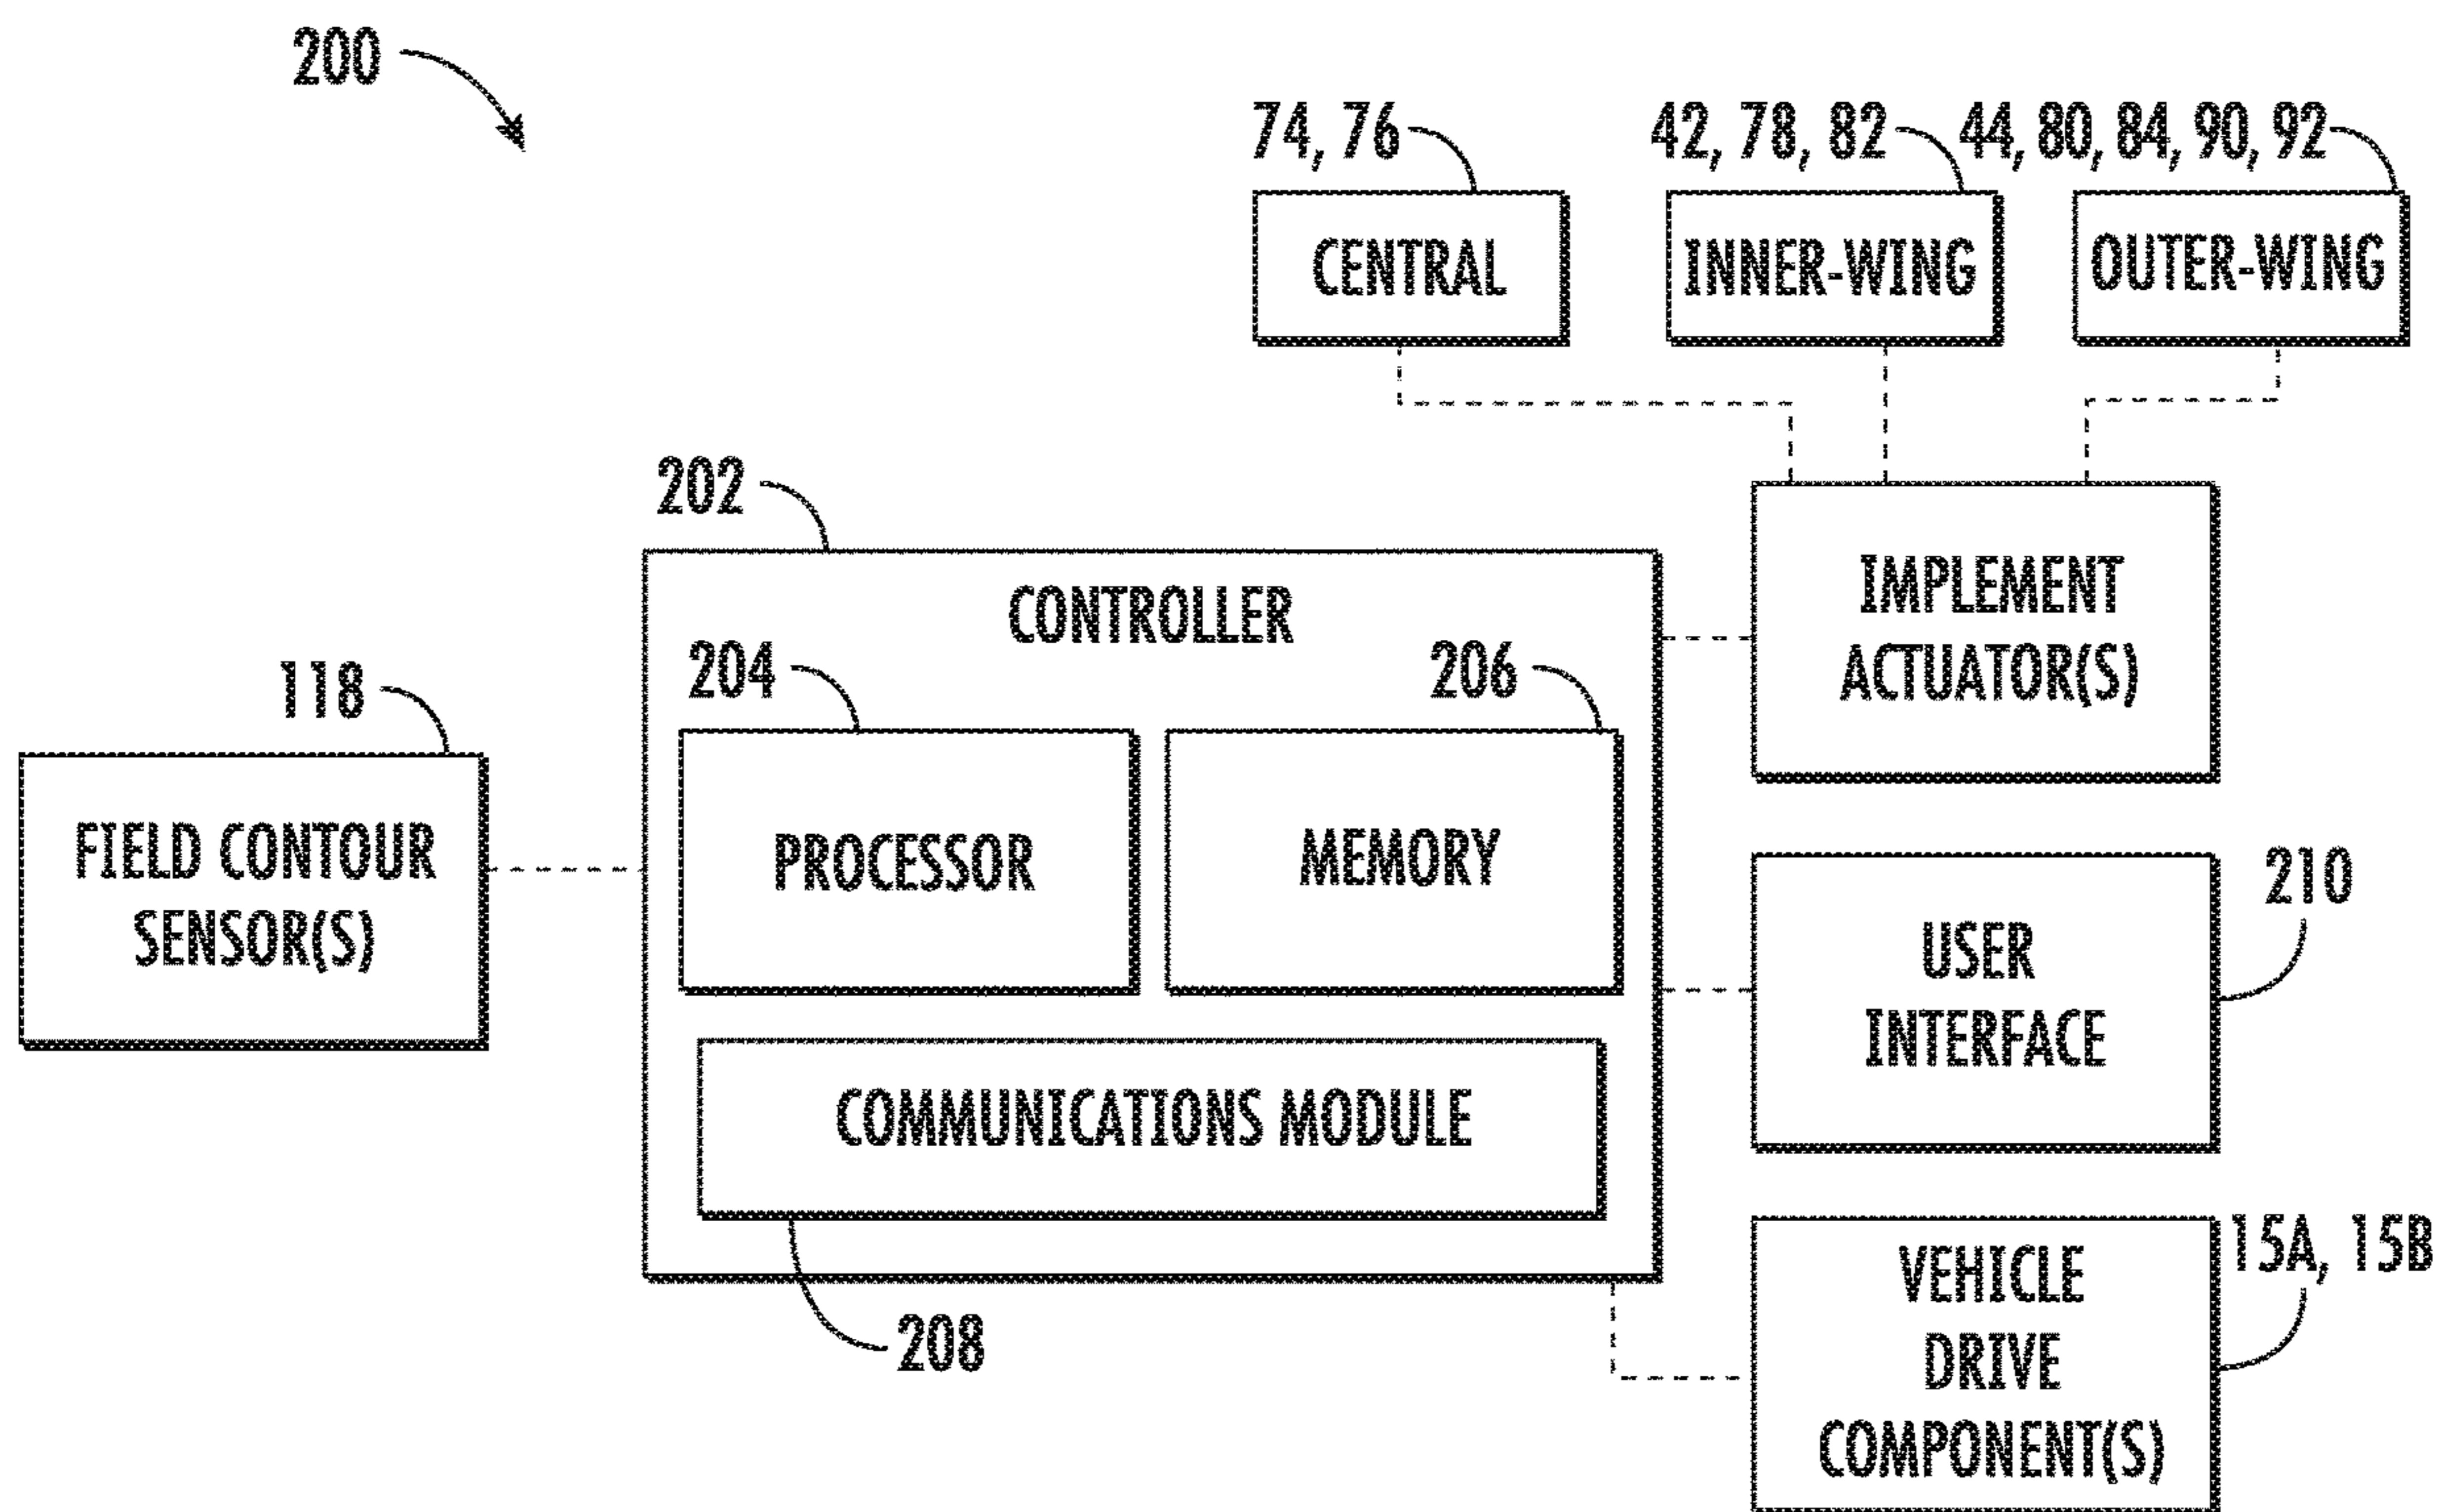 200
74, 76
42, 78, 82
44, 80, 84, 90, 92
CENTRAL
INNER-WING
OUTER-WING
202
CONTROLLER
IMPLEMENT
ACTUATOR(S)
118
204
206
FIELD CONTOUR
SENSOR(S)
PROCESSOR
MEMORY
210
USER
INTERFACE
COMMUNICATIONS MODULE
208
15A, 15B
VEHICLE
DRIVE
COMPONENT(S)